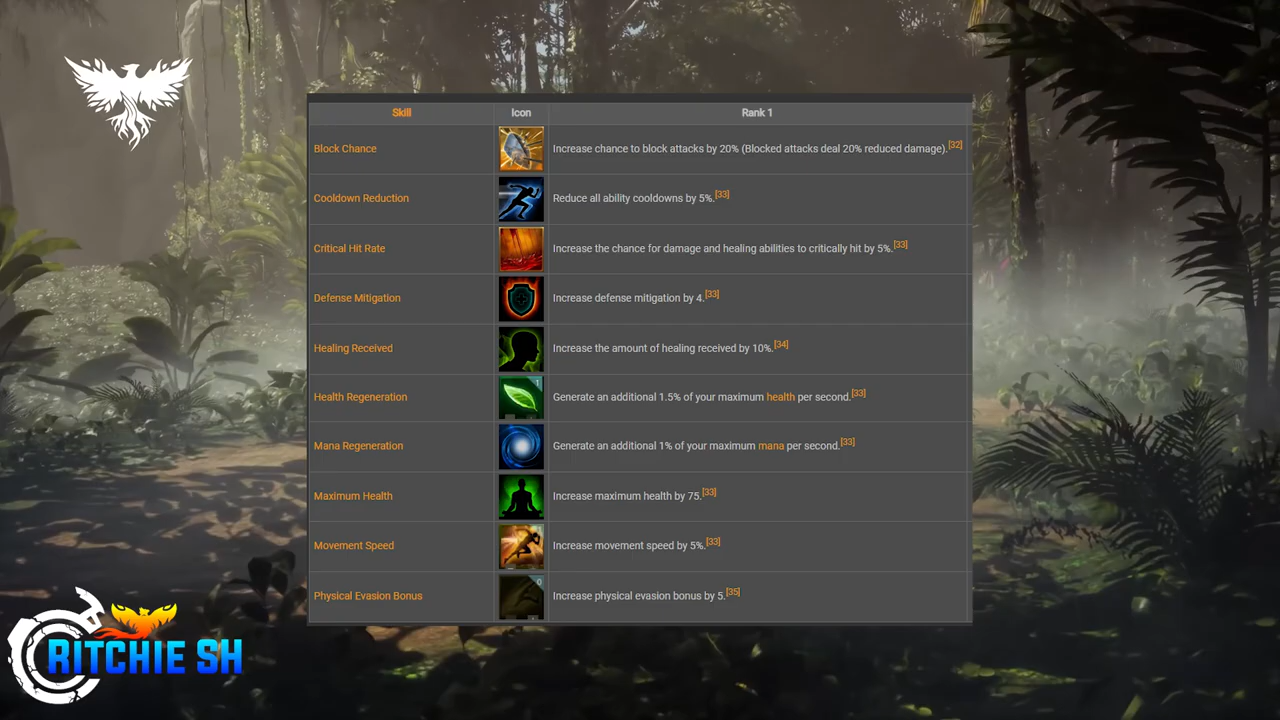 Skill Icon Rank 1
Block Chance Increase chance to block attacks by 20% (Blocked attacks deal 20% reduced damage).[32]
Cooldown Reduction Reduce all ability cooldowns by 5%.[33]
Critical Hit Rate Increase the chance for damage and healing abilities to critically hit by 5%.[33]
Defense Mitigation Increase defense mitigation by 4.[33]
Healing Received Increase the amount of healing received by 10%.[34]
1
Health Regeneration Generate an additional 1.5% of your maximum health per second.[33]
Mana Regeneration Generate an additional 1% of your maximum mana per second.[33]
Maximum Health Increase maximum health by 75.[33]
Movement Speed Increase movement speed by 5%.[33]
0
Physical Evasion Bonus Increase physical evasion bonus by 5.[35]
RITCHIE SH